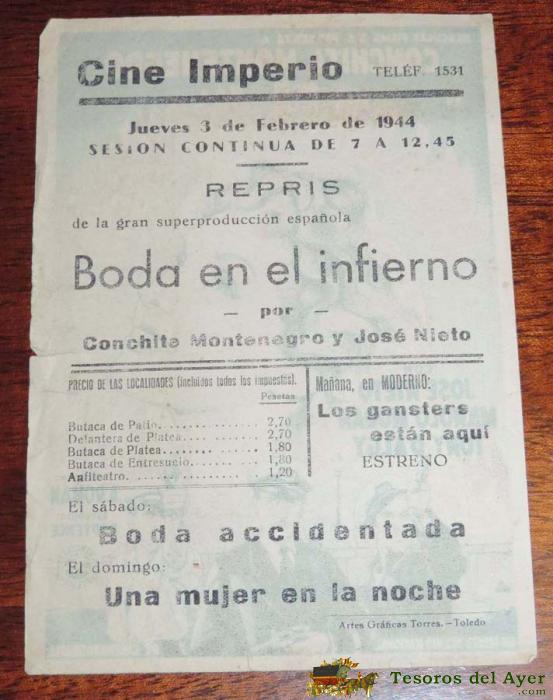 Cine Imperio TELÉF. 1531
Jueves 3 de Febrero de 1944
SESION CONTINUA DE 7 A 12,45
REPRIS
de la gran superproducción española
Boda en el infierno
— por —
Conchita Montenegro y José Nieto
PRECIO DE LAS LOCALIDADES (incluídos todos los impuestos).
Pesetas
Butaca de Patio 2,70
Delantera de Platea 2,70
Butaca de Platea 1,80
Butaca de Entresuelo 1,80
Anfiteatro 1,20
Mañana, en MODERNO:
Los gansters
están aquí
ESTRENO
El sábado:
Boda accidentada
El domingo:
Una mujer en la noche
Artes Gráficas Torres.—Toledo
Tesoros del Ayer
.com